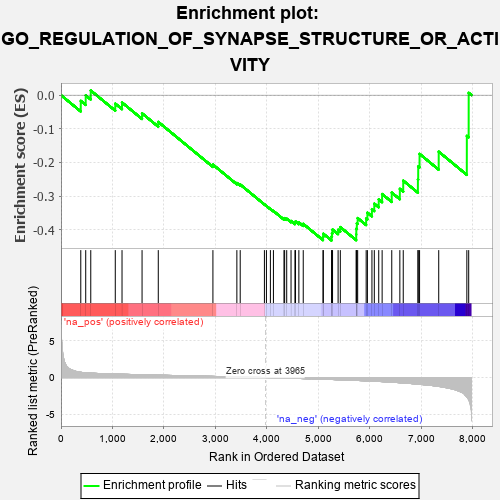 Enrichment plot:
GO_REGULATION_OF_SYNAPSE_STRUCTURE_OR_ACTI
VITY
Enrichment score (ES)
0.0
-0.1
-0.2
-0.3
-0.4
'na_pos' (positively correlated)
Ranked list metric (PreRanked)
5
0
-5
Zero cross at 3965
'na_neg' (negatively correlated)
0
1,000
2,000
3,000
4,000
5,000
6,000
7,000
8,000
Rank in Ordered Dataset
Enrichment profile
Hits
Ranking metric scores